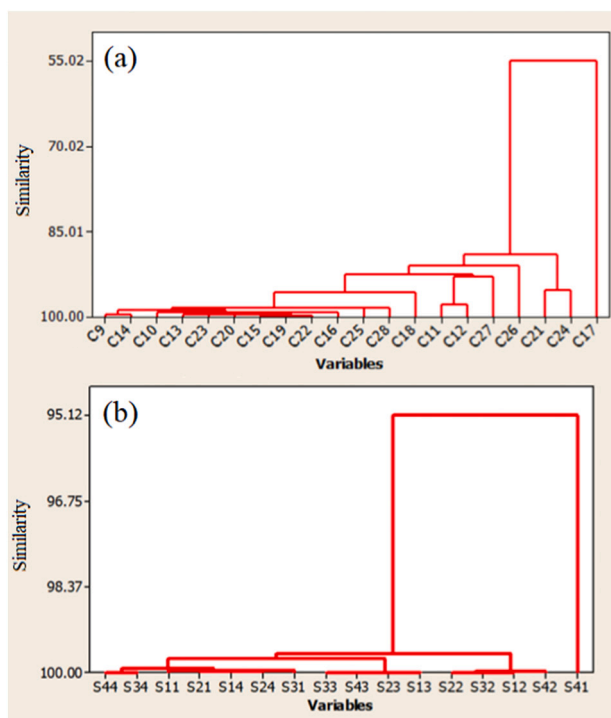 (a)
55.02
70.02
85.01
100.00
Similarity
C9 C14 C10 C13 C23 C20 C15 C19 C22 C16 C25 C28 C18 C11 C12 C27 C26 C21 C24 C17
Variables
(b)
95.12
96.75
98.37
100.00
Similarity
S44 S34 S11 S21 S14 S24 S31 S33 S43 S23 S13 S22 S32 S12 S42 S41
Variables